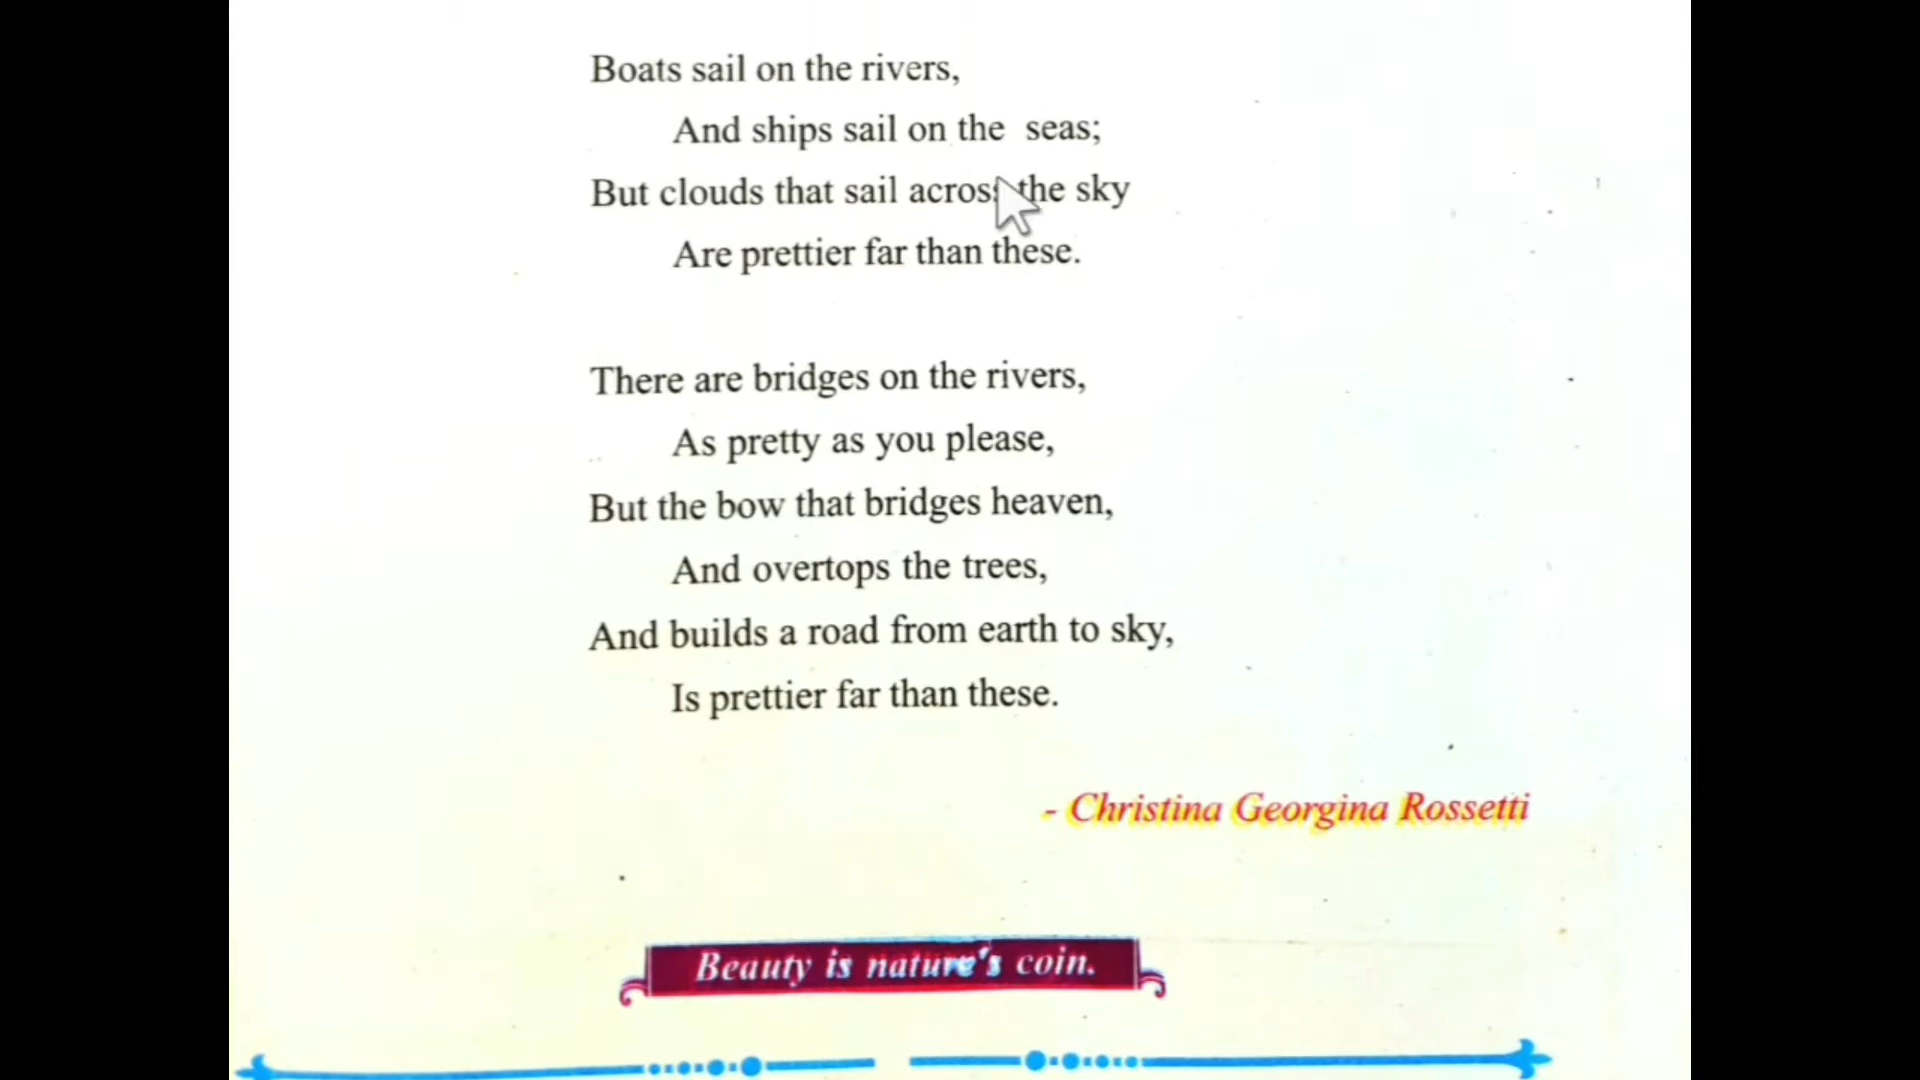 Boats sail on the rivers,
And ships sail on the seas;
But clouds that sail across the sky
Are prettier far than these.
There are bridges on the rivers,
As pretty as you please,
But the bow that bridges heaven,
And overtops the trees,
And builds a road from earth to sky,
Is prettier far than these.
- Christina Georgina Rossetti
Beauty is nature's coin.